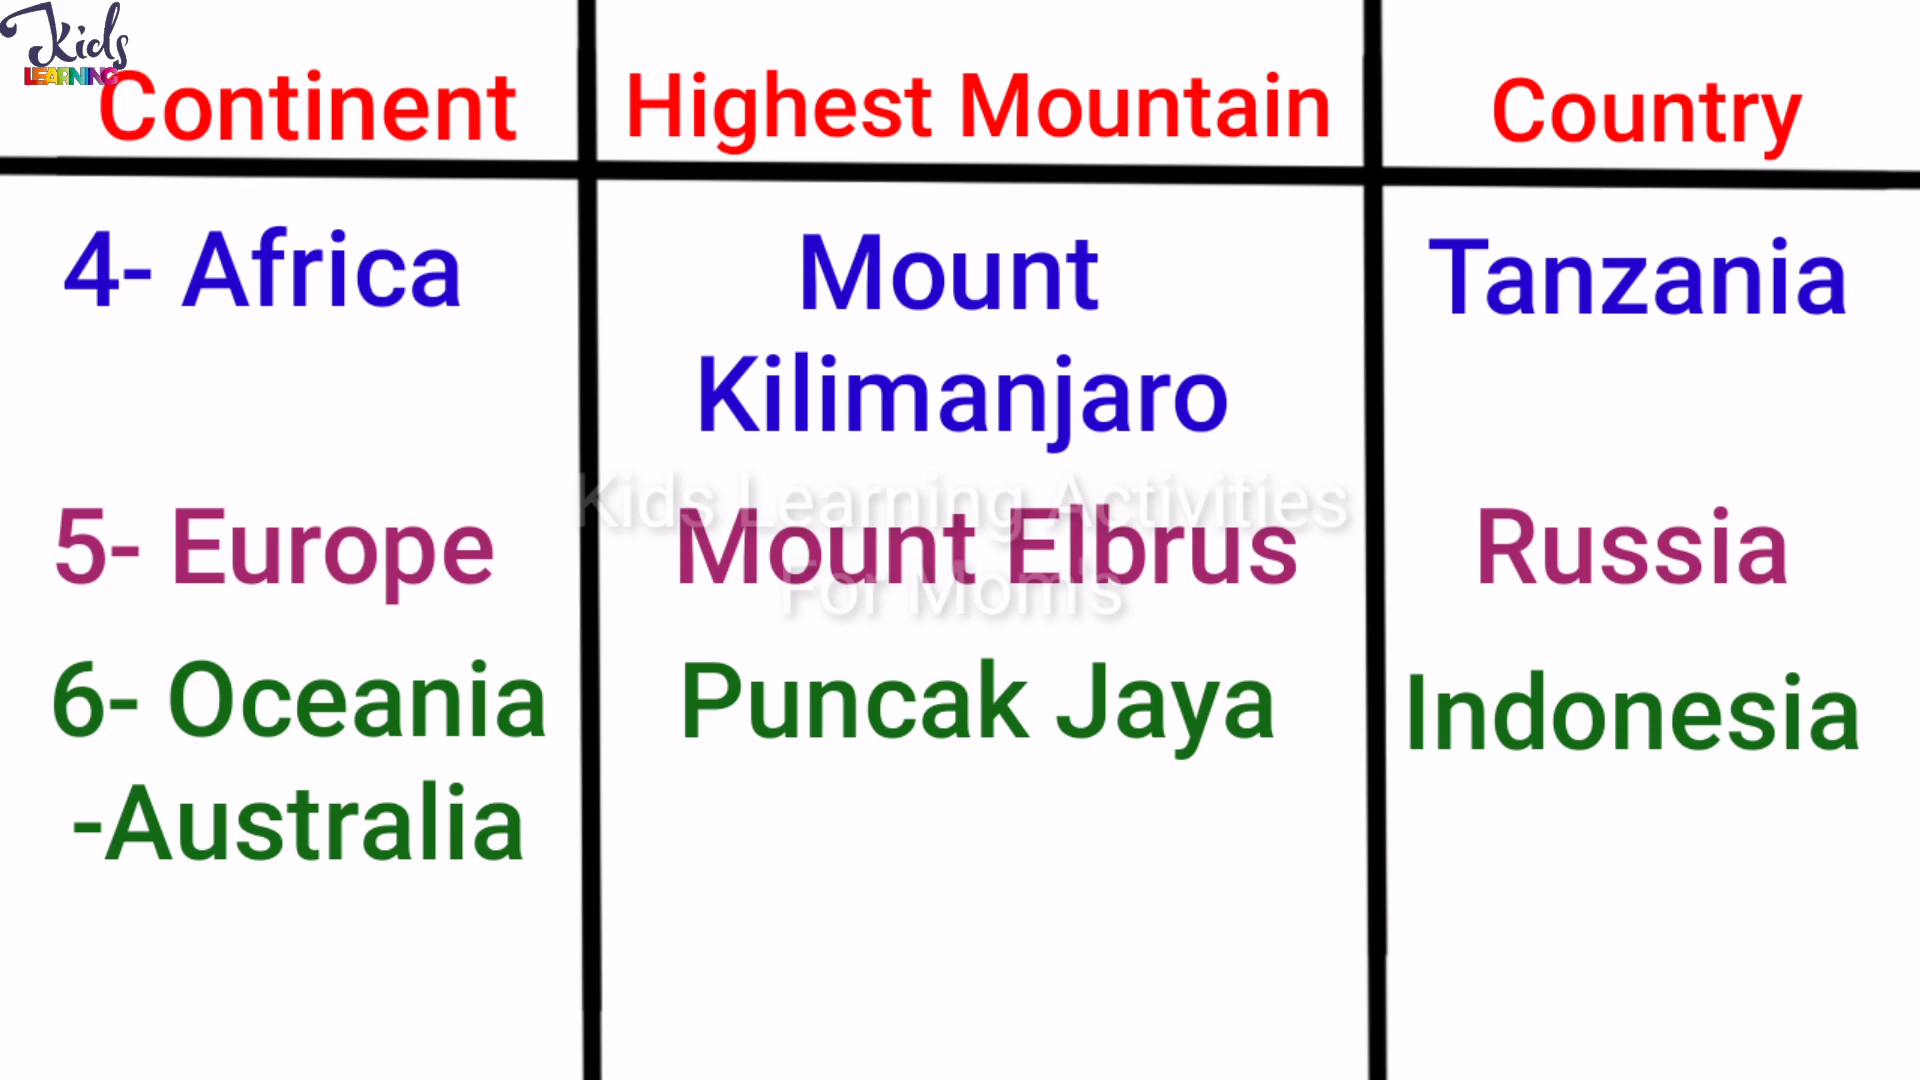 Kids
LEARNING
Continent Highest Mountain Country
4- Africa Mount Tanzania
Kilimanjaro
Kids Learning Activities
5- Europe Mount Elbrus Russia
For Mom's
6- Oceania Puncak Jaya Indonesia
-Australia